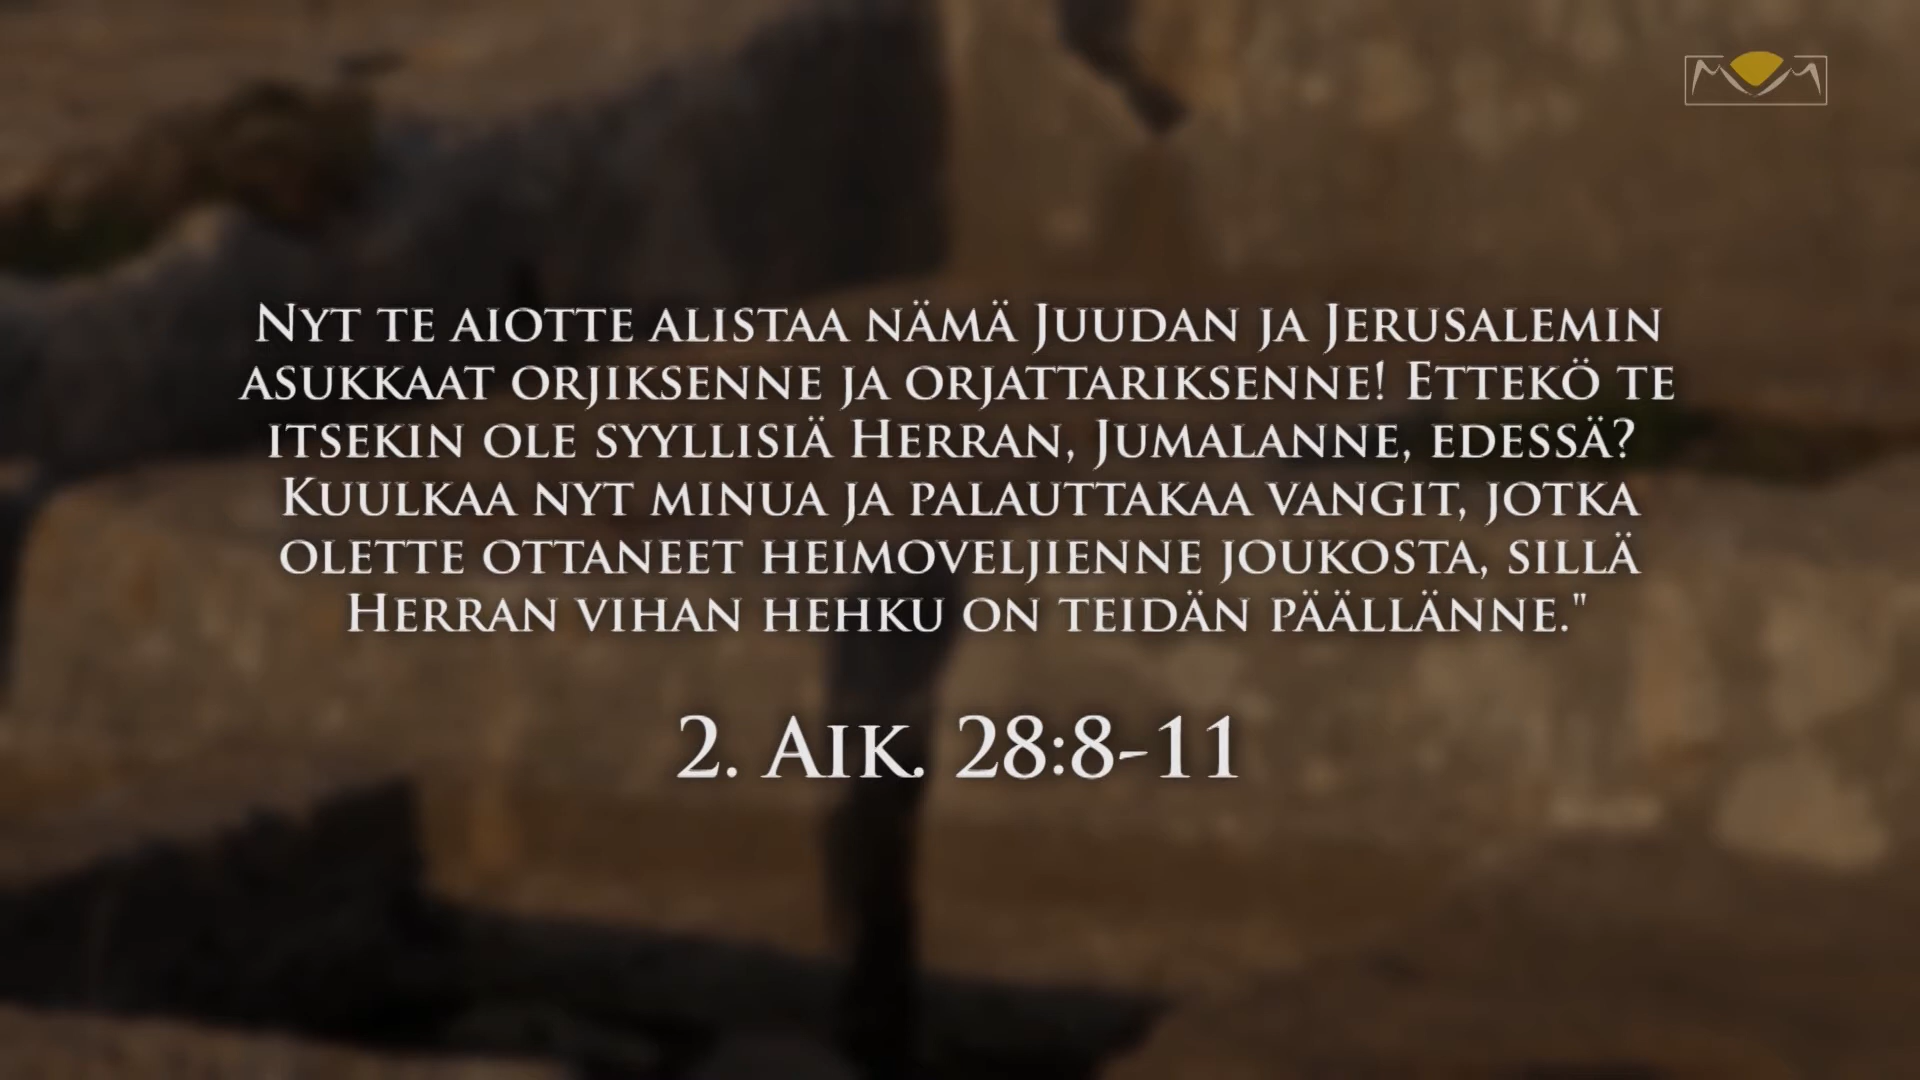 Nyt te aiotte alistaa nämä Juudan ja Jerusalemin
asukkaat orjiksenne ja orjattariksenne! Ettekö te
itsekin ole syyllisiä Herran, Jumalanne, edessä?
Kuulkaa nyt minua ja palauttakaa vangit, jotka
olette ottaneet heimoveljienne joukosta, sillä
Herran vihan hehku on teidän päällänne."
2. Aik. 28:8-11